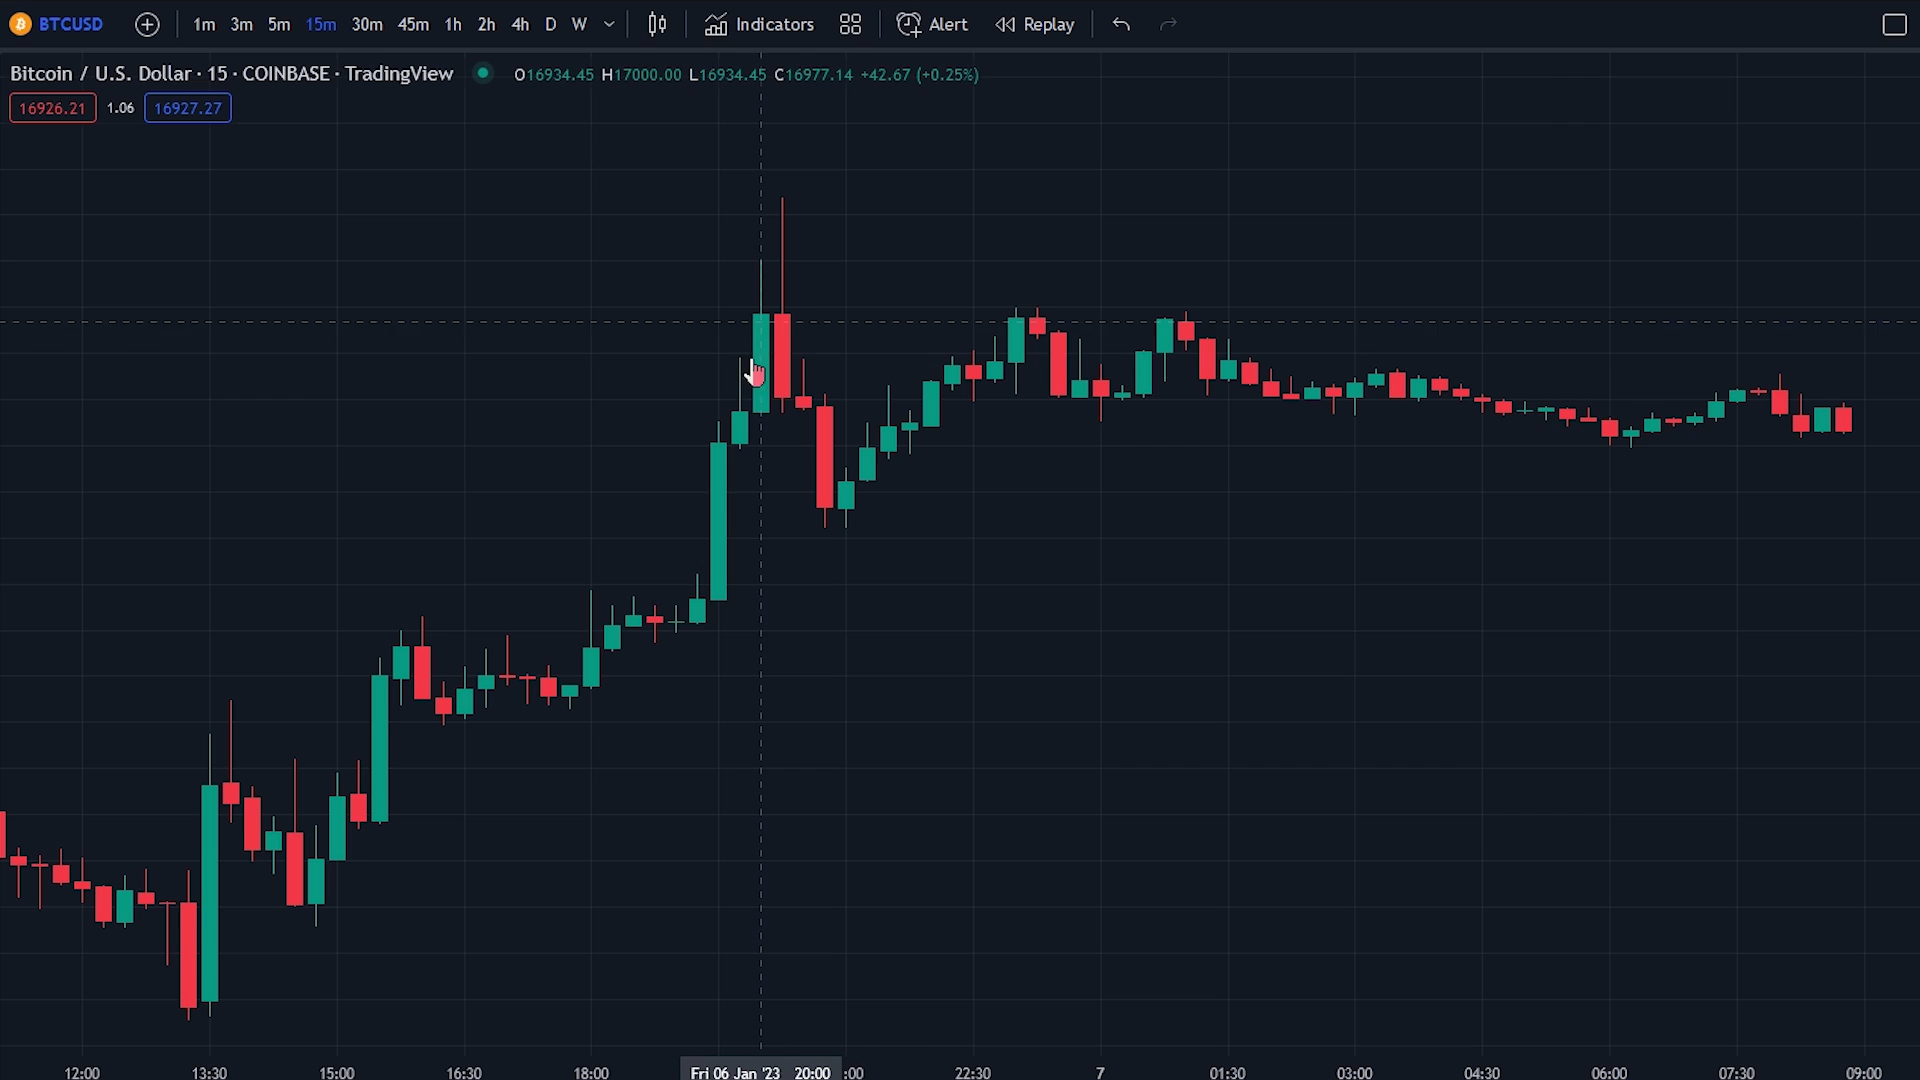 BTCUSD 1m 3m 5m 15m 30m 45m 1h 2h 4h D W Indicators Alert Replay
Bitcoin / U.S. Dollar · 15 · COINBASE · TradingView O16934.45 H17000.00 L16934.45 C16977.14 +42.67 (+0.25%)
16926.21 1.06 16927.27
12:00 13:30 15:00 16:30 18:00 Fri 06 Jan '23 20:00 :00 22:30 7 01:30 03:00 04:30 06:00 07:30 09:00